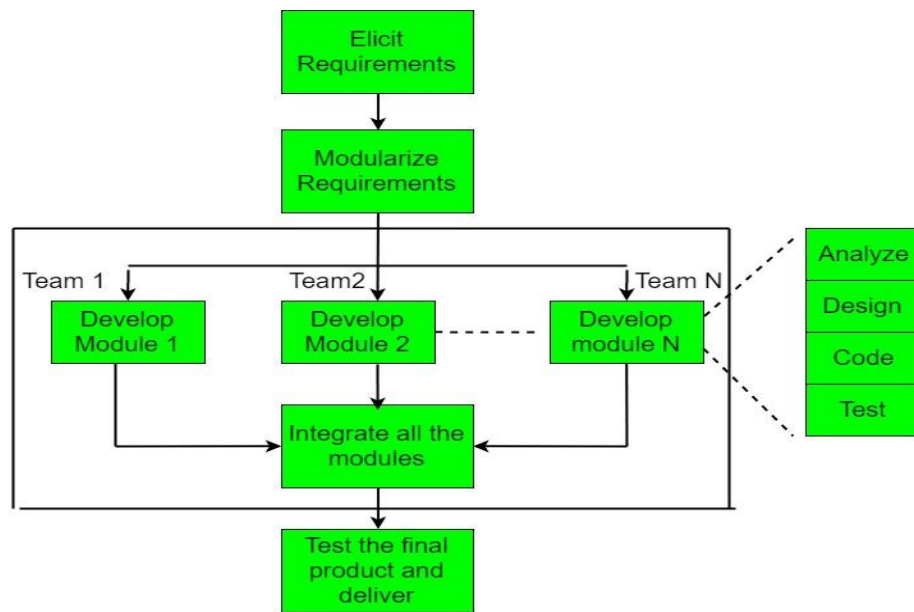 Elicit
Requirements
Modularize
Requirements
Team 1
Team2
Team N
Develop
Module 1
Develop
Module 2
Develop
module N
Analyze
Design
Code
Test
Integrate all the
modules
Test the final
product and
deliver